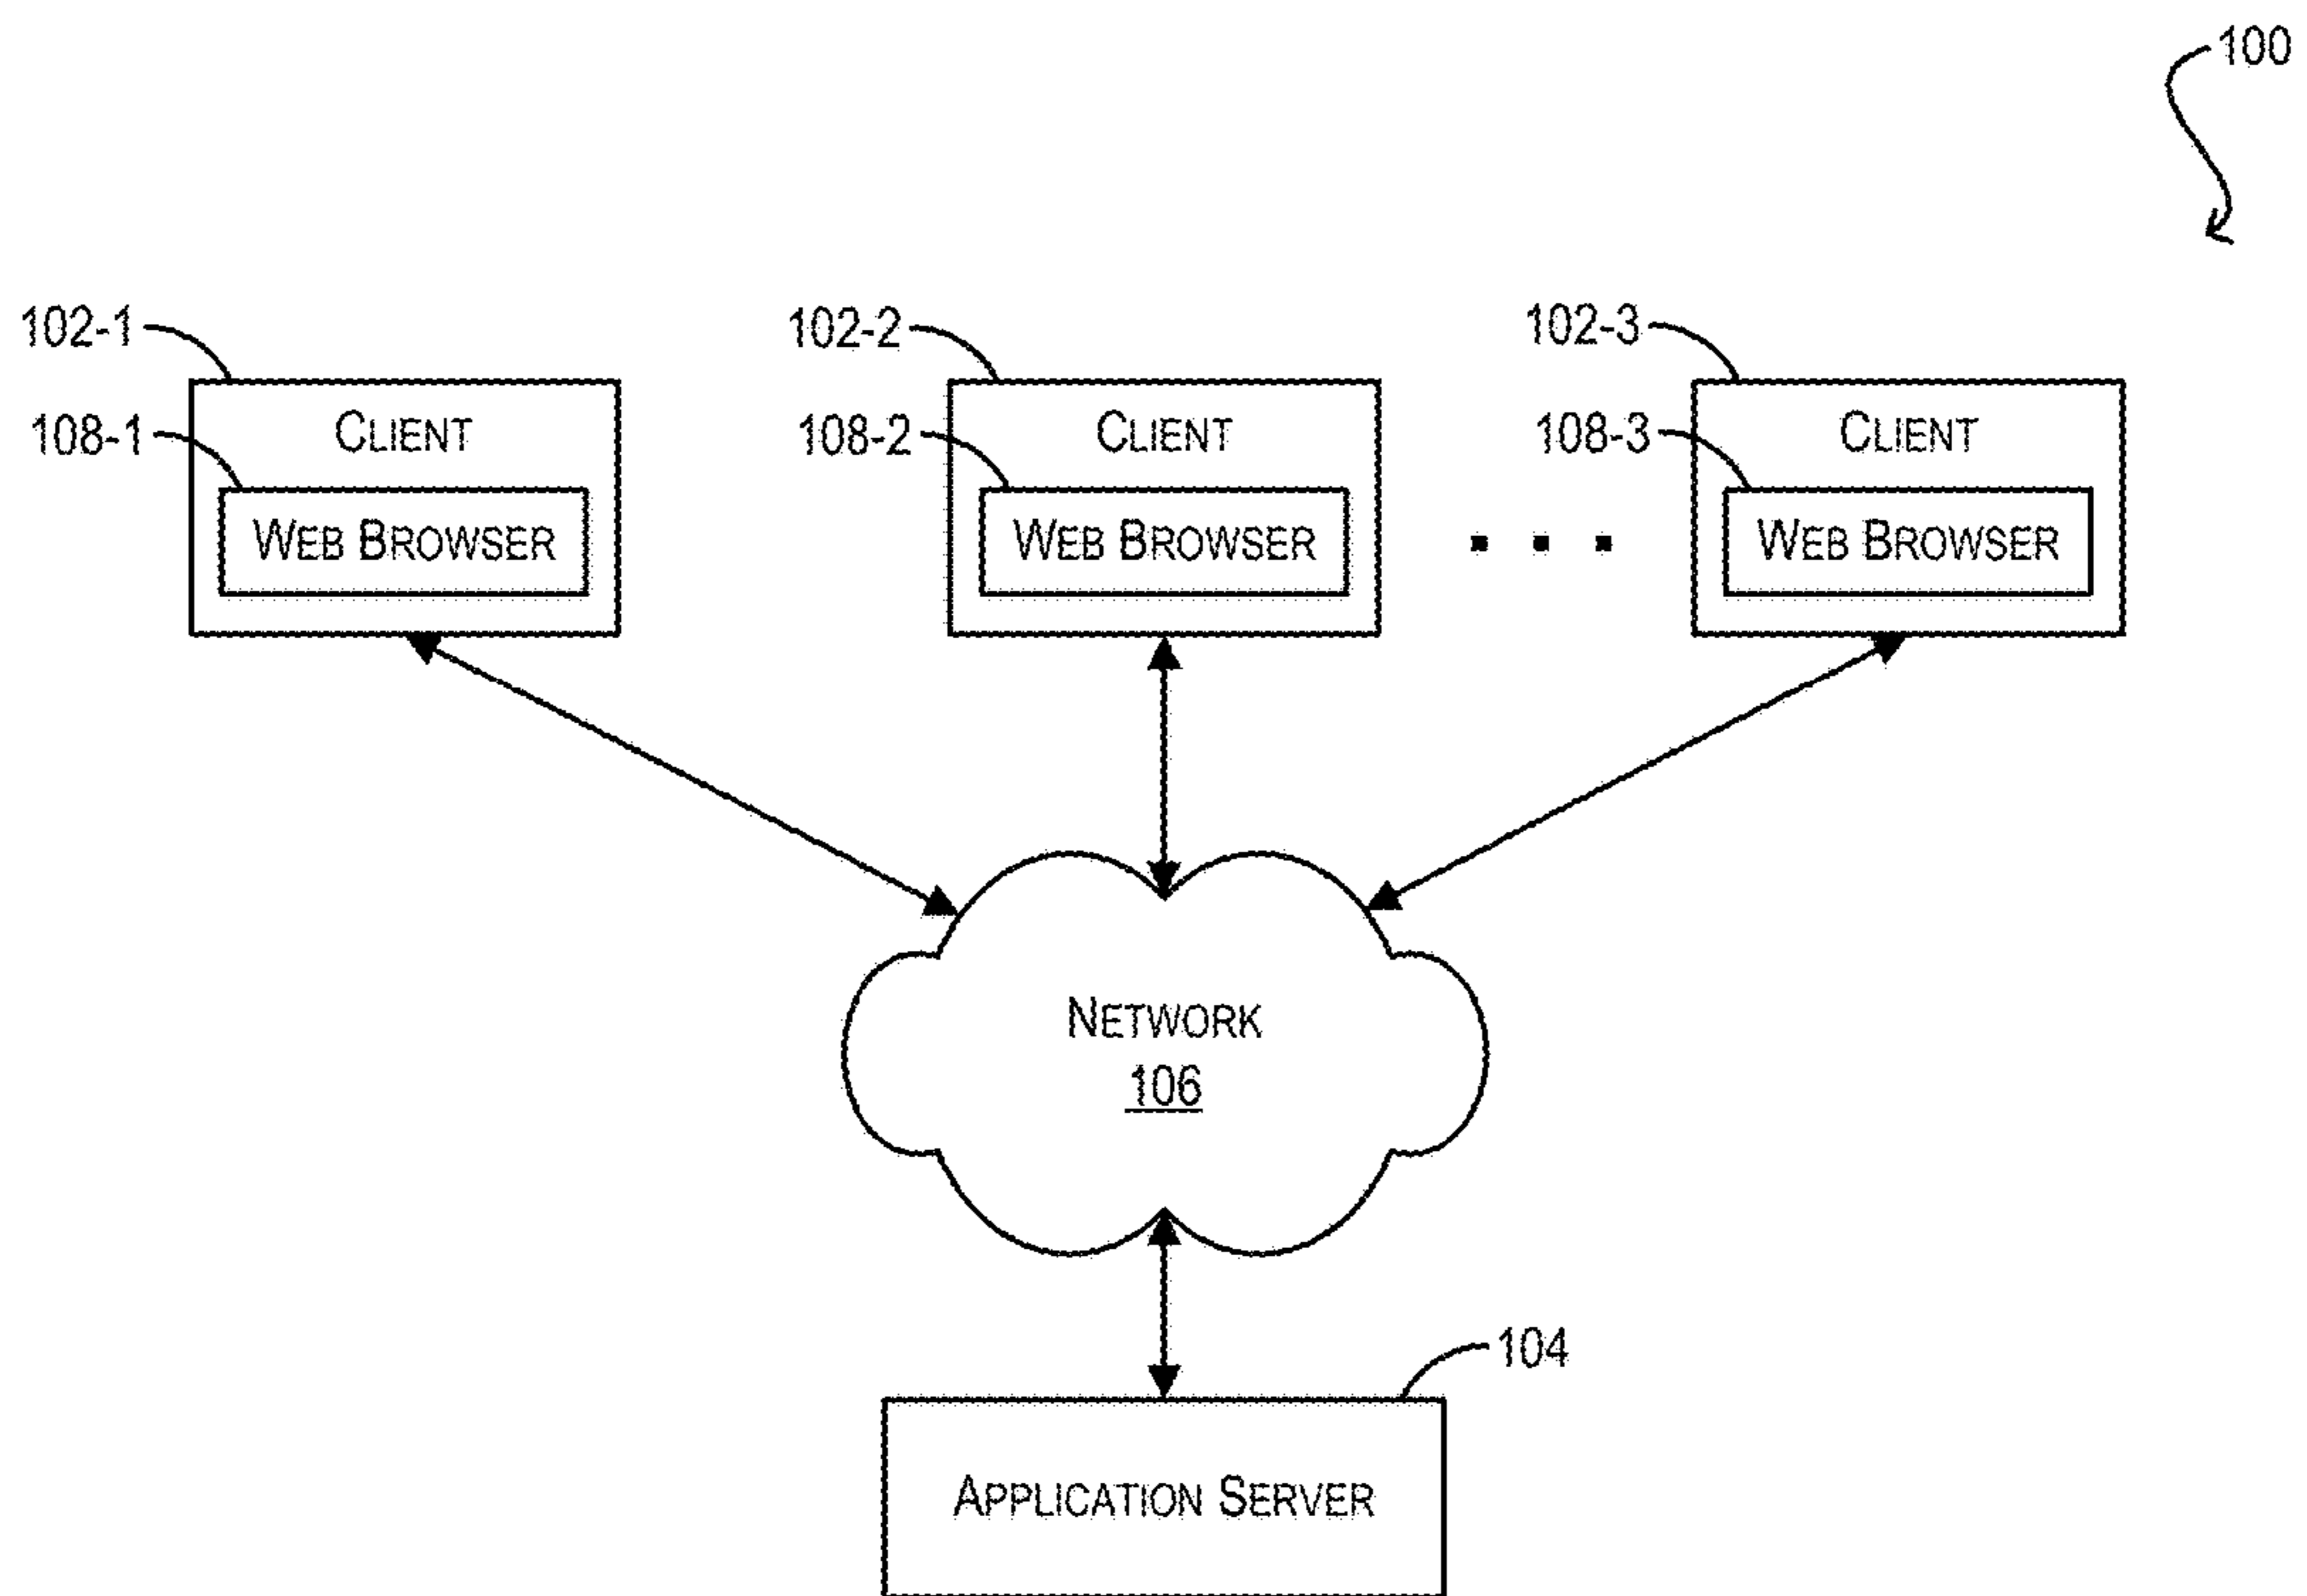 100
102-1
102-2
102-3
CLIENT
CLIENT
CLIENT
108-1
108-2
108-3
WEB BROWSER
WEB BROWSER
WEB BROWSER
NETWORK
106
104
APPLICATION SERVER